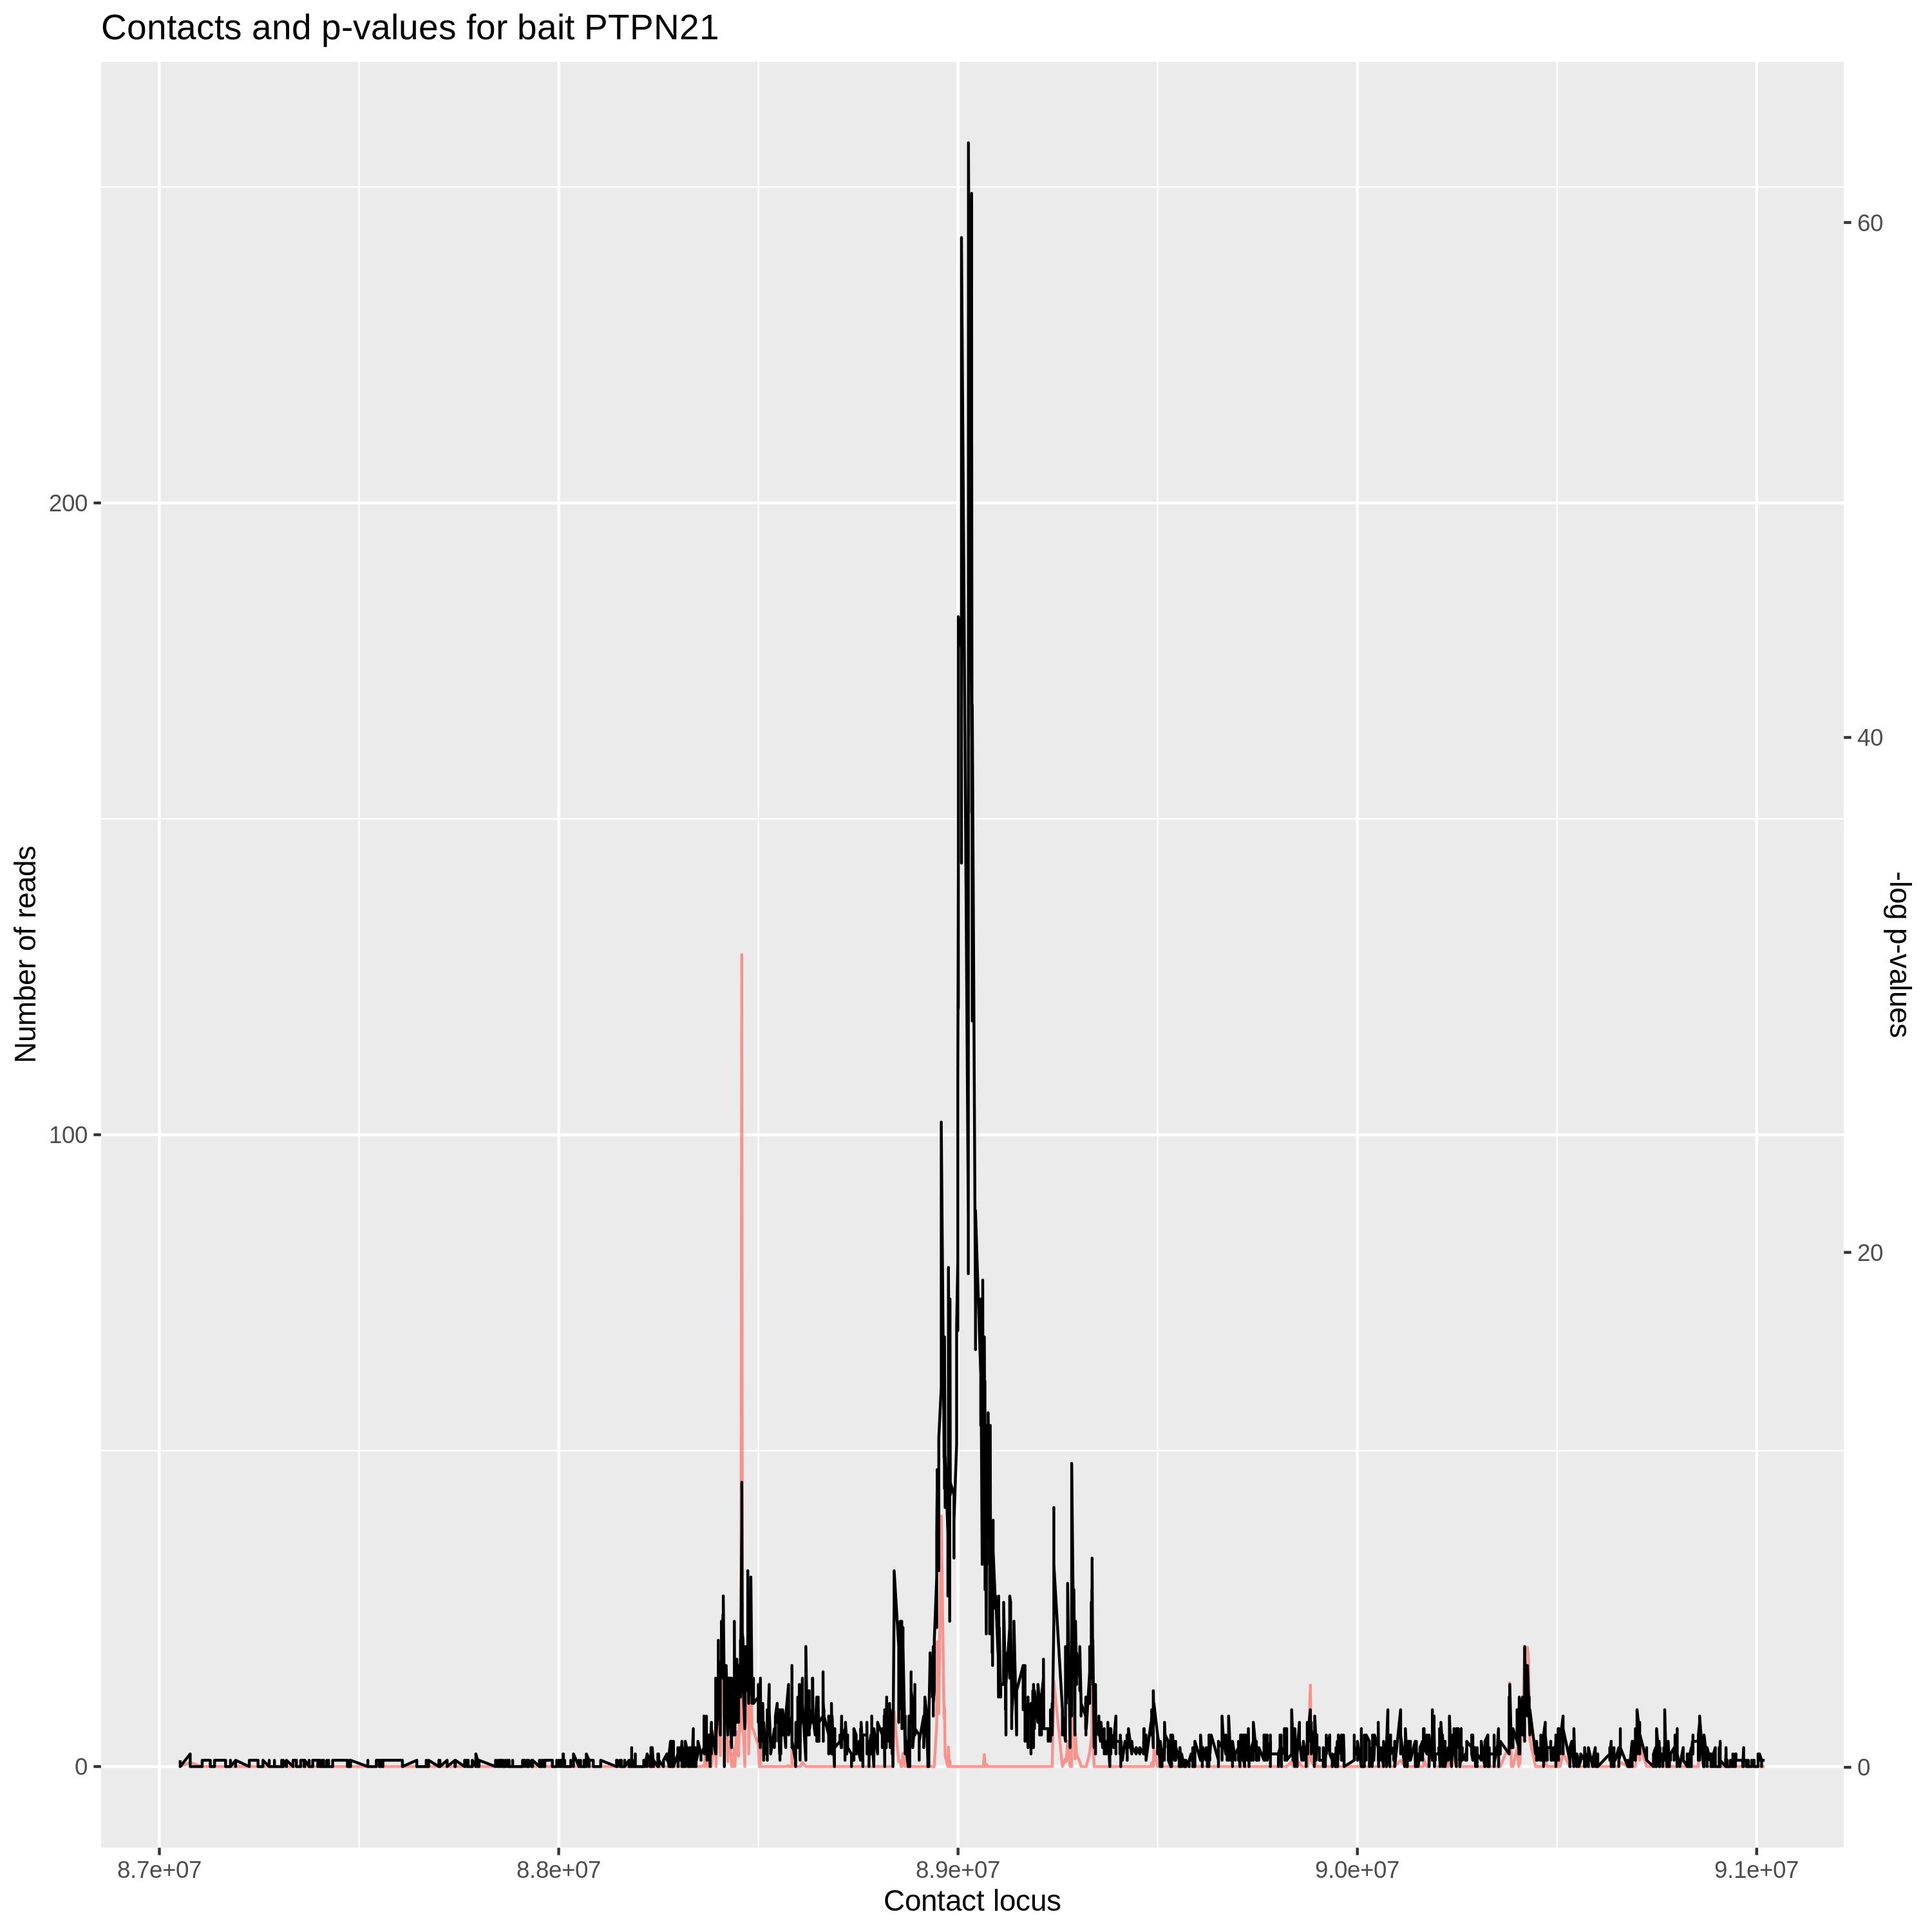 Contacts and p-values for bait PTPN21
60
200
40
Number of reads
-log p-values
100
20
0
0
8.7e+07 8.8e+07 8.9e+07 9.0e+07 9.1e+07
Contact locus